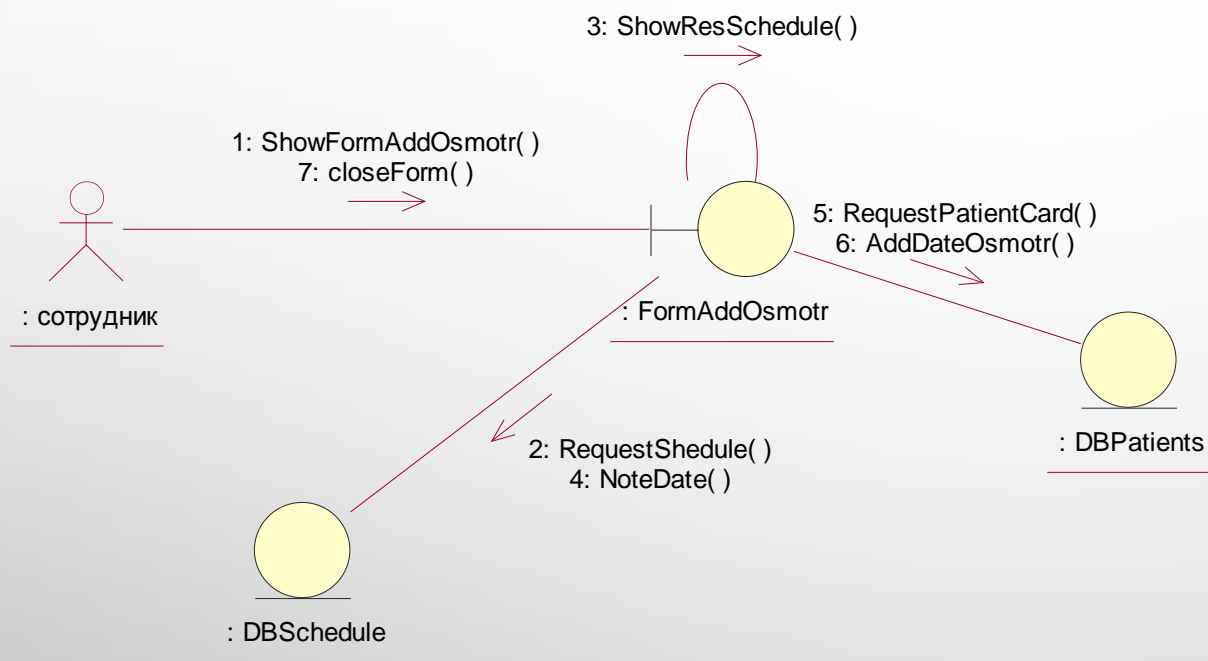 3: ShowResSchedule( )
1: ShowFormAddOsmotr( )
7: closeForm( )
5: RequestPatientCard( )
6: AddDateOsmotr( )
: сотрудник
: FormAddOsmotr
2: RequestShedule( )
4: NoteDate( )
: DBPatients
: DBSchedule